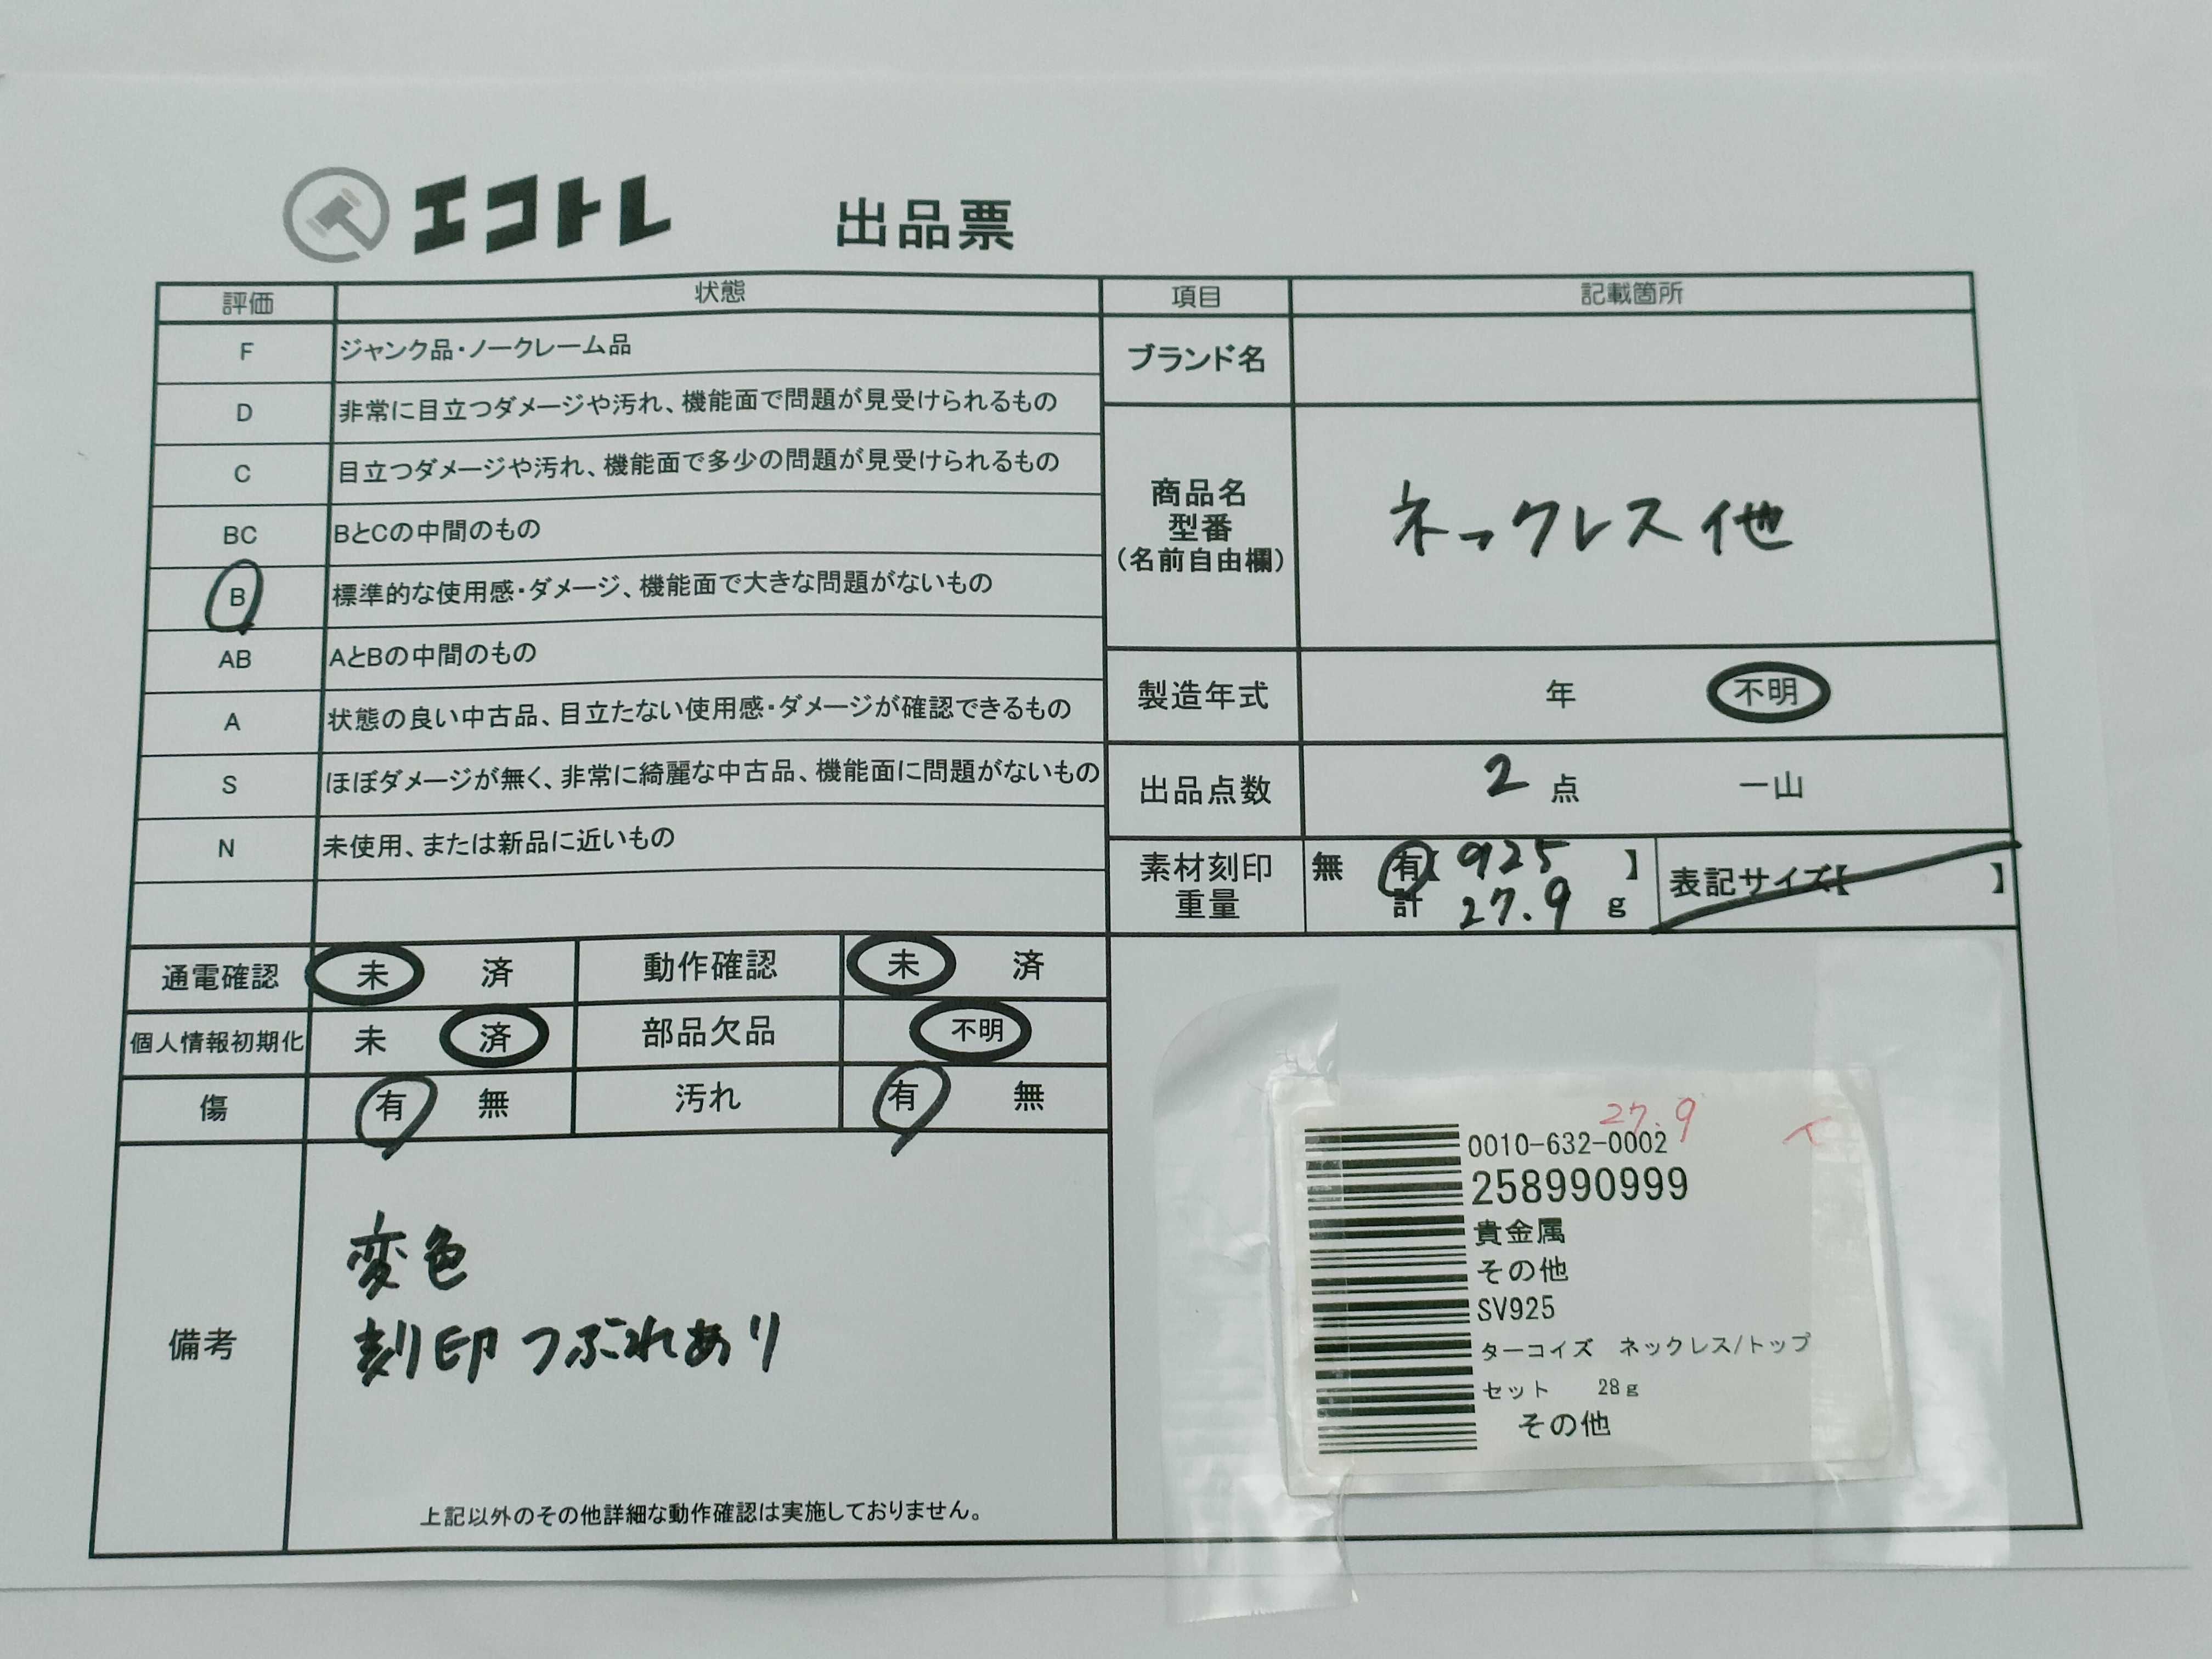 エコトレ 出品票
評価 状態
F ジャンク品・ノークレーム品
D 非常に目立つダメージや汚れ、機能面で問題が見受けられるもの
C 目立つダメージや汚れ、機能面で多少の問題が見受けられるもの
BC BとCの中間のもの
B 標準的な使用感・ダメージ、機能面で大きな問題がないもの
AB AとBの中間のもの
A 状態の良い中古品、目立たない使用感・ダメージが確認できるもの
S ほぼダメージが無く、非常に綺麗な中古品、機能面に問題がないもの
N 未使用、または新品に近いもの
項目 記載箇所
ブランド名
商品名
型番
(名前自由欄)
ネックレス他
製造年式 年 不明
出品点数 2 点 一山
素材刻印 無 有【 925 】
重量 計 27.9 g
表記サイズ【 】
通電確認 未 済 動作確認 未 済
個人情報初期化 未 済 部品欠品 不明
傷 有 無 汚れ 有 無
備考
変色
刻印つぶれあり
上記以外のその他詳細な動作確認は実施しておりません。
27.9
0010-632-0002
258990999
貴金属
その他
SV925
ターコイズ ネックレス/トップ
セット 28g
その他